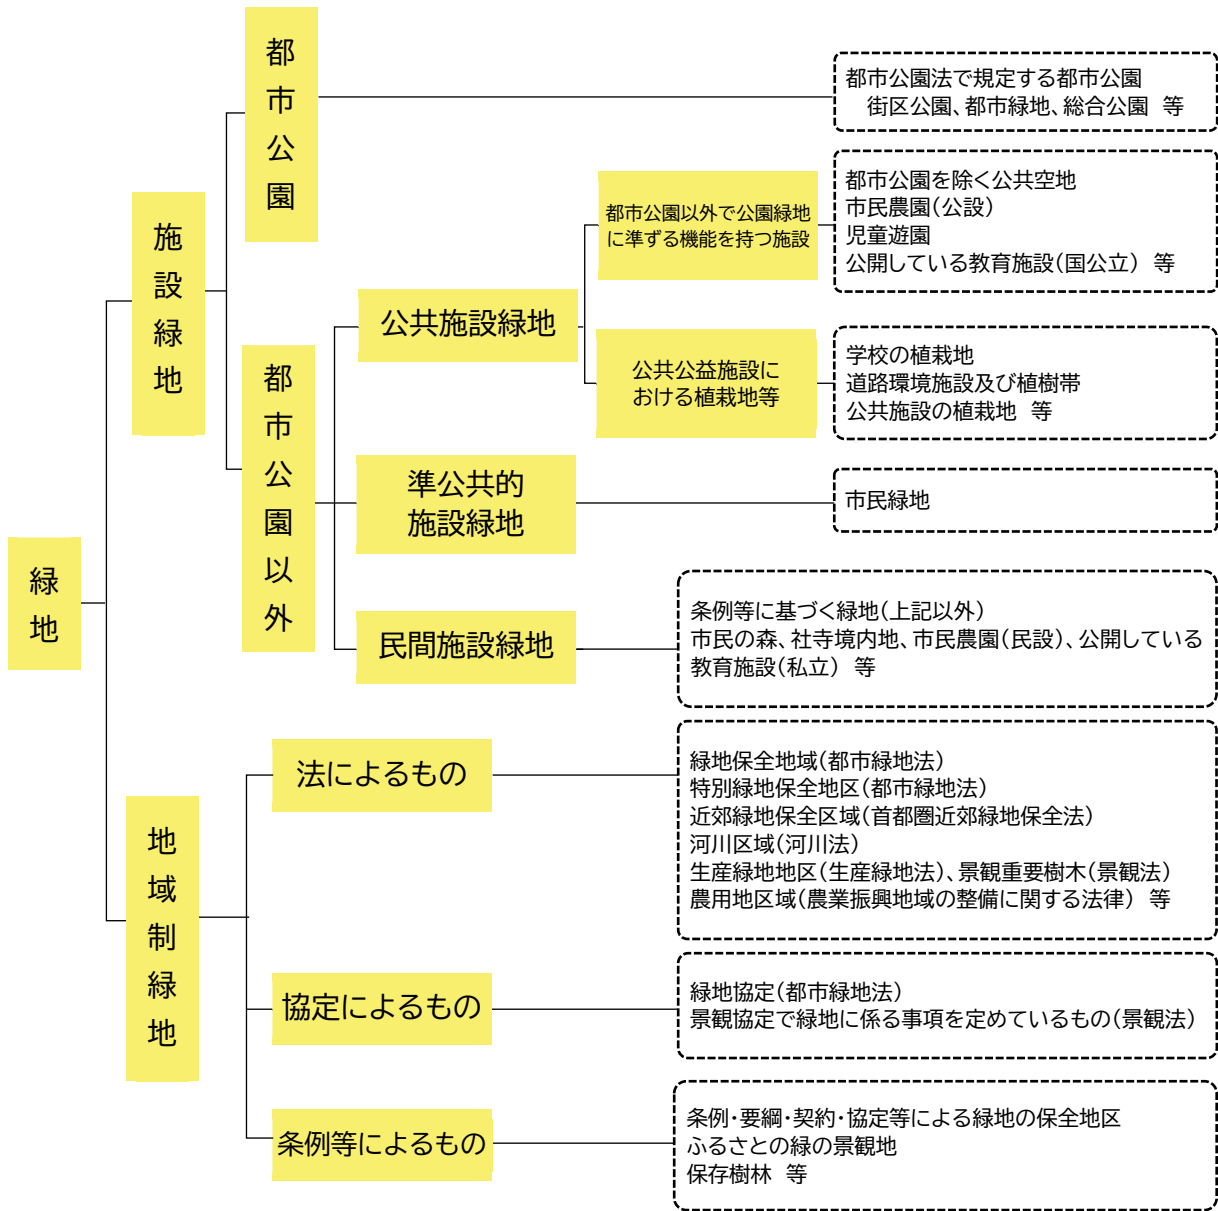 緑地
施設緑地
都市公園
都市公園法で規定する都市公園
街区公園、都市緑地、総合公園 等
都市公園以外
公共施設緑地
都市公園以外で公園緑地
に準ずる機能を持つ施設
都市公園を除く公共空地
市民農園(公設)
児童遊園
公開している教育施設(国公立) 等
公共公益施設に
おける植栽地等
学校の植栽地
道路環境施設及び植樹帯
公共施設の植栽地 等
準公共的
施設緑地
市民緑地
民間施設緑地
条例等に基づく緑地(上記以外)
市民の森、社寺境内地、市民農園(民設)、公開している
教育施設(私立) 等
地域制緑地
法によるもの
緑地保全地域(都市緑地法)
特別緑地保全地区(都市緑地法)
近郊緑地保全区域(首都圏近郊緑地保全法)
河川区域(河川法)
生産緑地地区(生産緑地法)、景観重要樹木(景観法)
農用地区域(農業振興地域の整備に関する法律) 等
協定によるもの
緑地協定(都市緑地法)
景観協定で緑地に係る事項を定めているもの(景観法)
条例等によるもの
条例・要綱・契約・協定等による緑地の保全地区
ふるさとの緑の景観地
保存樹林 等